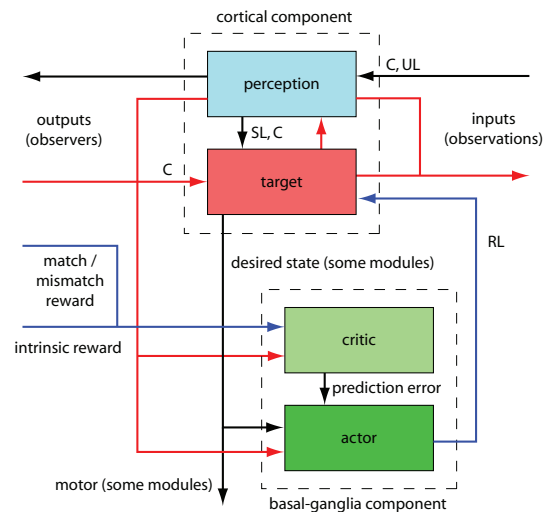 cortical component
C, UL
perception
outputs
(observers)
inputs
(observations)
SL, C
C
target
RL
match /
mismatch
reward
desired state (some modules)
intrinsic reward
critic
prediction error
actor
motor (some modules)
basal-ganglia component